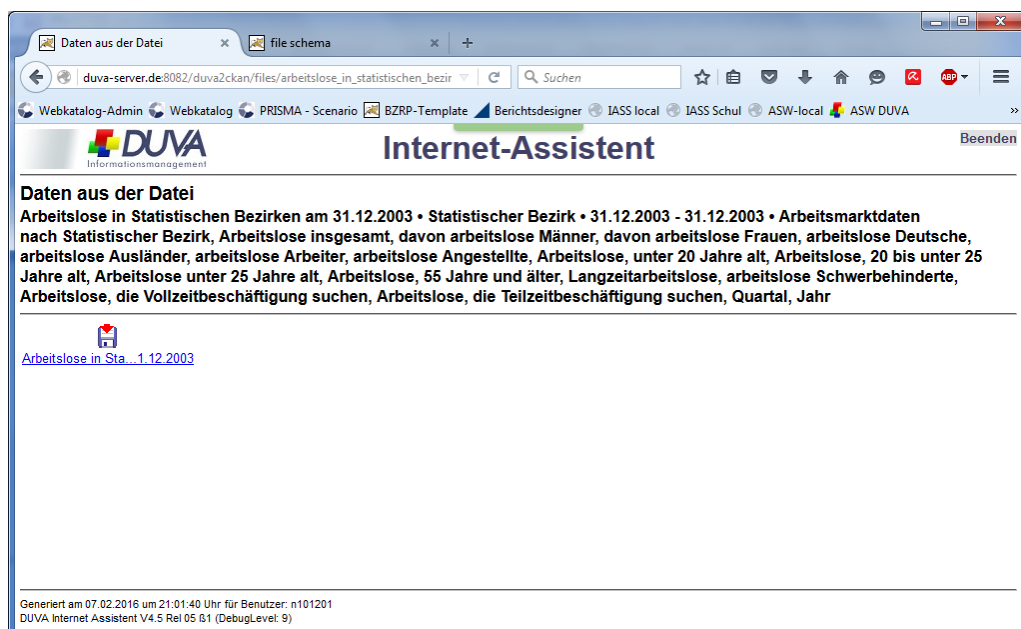 Daten aus der Datei
file schema
duva-server.de:8082/duva2ckan/files/arbeitslose_in_statistischen_bezir
Suchen
ABP
Webkatalog-Admin Webkatalog PRISMA - Scenario BZRP-Template Berichtsdesigner IASS local IASS Schul ASW-local ASW DUVA »
DUVA
Informationsmanagement
Internet-Assistent
Beenden
Daten aus der Datei
Arbeitslose in Statistischen Bezirken am 31.12.2003 • Statistischer Bezirk • 31.12.2003 - 31.12.2003 • Arbeitsmarktdaten
nach Statistischer Bezirk, Arbeitslose insgesamt, davon arbeitslose Männer, davon arbeitslose Frauen, arbeitslose Deutsche,
arbeitslose Ausländer, arbeitslose Arbeiter, arbeitslose Angestellte, Arbeitslose, unter 20 Jahre alt, Arbeitslose, 20 bis unter 25
Jahre alt, Arbeitslose unter 25 Jahre alt, Arbeitslose, 55 Jahre und älter, Langzeitarbeitslose, arbeitslose Schwerbehinderte,
Arbeitslose, die Vollzeitbeschäftigung suchen, Arbeitslose, die Teilzeitbeschäftigung suchen, Quartal, Jahr
Arbeitslose in Sta...1.12.2003
Generiert am 07.02.2016 um 21:01:40 Uhr für Benutzer: n101201
DUVA Internet Assistent V4.5 Rel 05 ß1 (DebugLevel: 9)